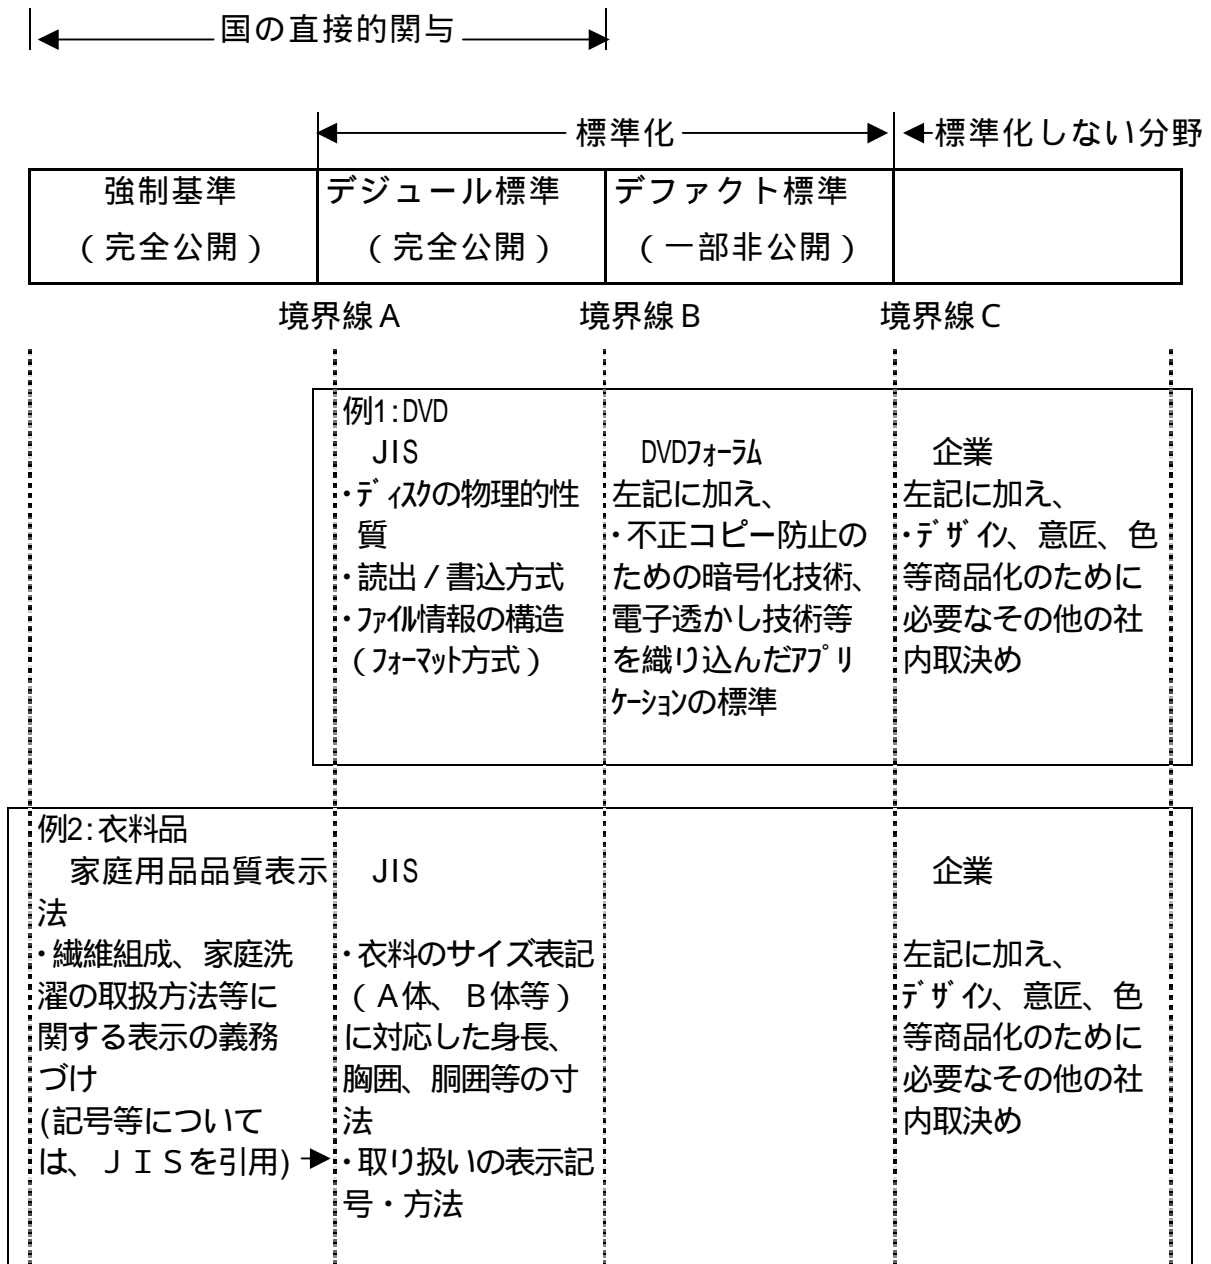 国の直接的関与
標準化
標準化しない分野
強制基準
(完全公開)
デジュール標準
(完全公開)
デファクト標準
(一部非公開)
境界線A
境界線B
境界線C
例1:DVD
JIS
・ディスクの物理的性
質
・読出/書込方式
・ファイル情報の構造
(フォーマット方式)
DVDフォーラム
左記に加え、
・不正コピー防止の
ための暗号化技術、
電子透かし技術等
を織り込んだアプリ
ケーションの標準
企業
左記に加え、
・デザイン、意匠、色
等商品化のために
必要なその他の社
内取決め
例2:衣料品
家庭用品品質表示
法
・繊維組成、家庭洗
濯の取扱方法等に
関する表示の義務
づけ
(記号等について
は、JISを引用)
JIS
・衣料のサイズ表記
(A体、B体等)
に対応した身長、
胸囲、胴囲等の寸
法
・取り扱いの表示記
号・方法
企業
左記に加え、
デザイン、意匠、色
等商品化のために
必要なその他の社
内取決め